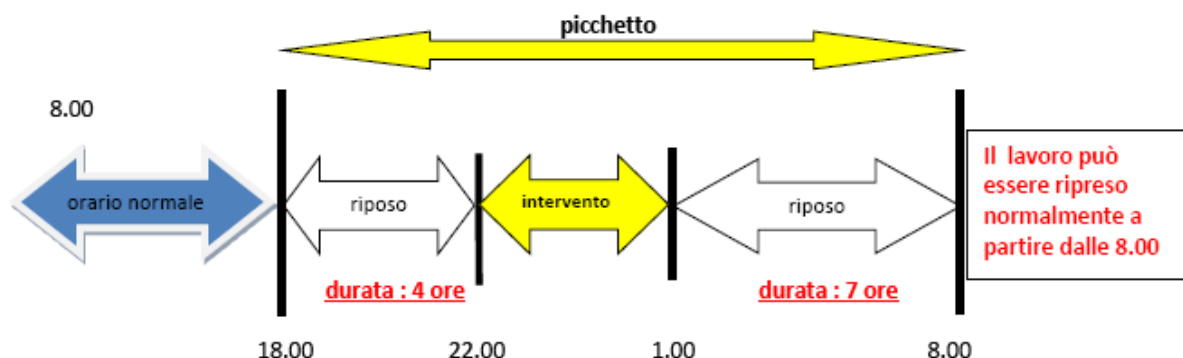 picchetto
8.00
orario normale
riposo
intervento
riposo
Il lavoro può
essere ripreso
normalmente a
partire dalle 8.00
durata : 4 ore
durata : 7 ore
18.00
22.00
1.00
8.00